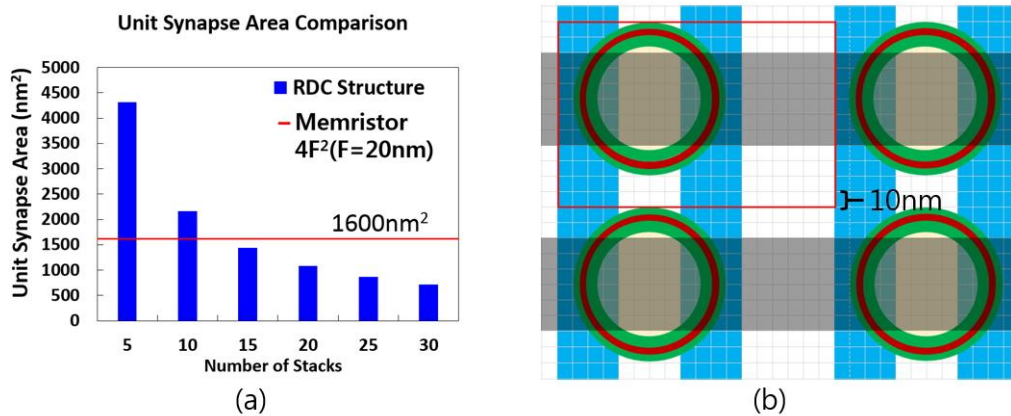 Unit Synapse Area Comparison
Unit Synapse Area (nm²)
5000
4500
4000
3500
3000
2500
2000
1500
1000
500
0
RDC Structure
Memristor
4F²(F=20nm)
1600nm²
5 10 15 20 25 30
Number of Stacks
(a)
10nm
(b)